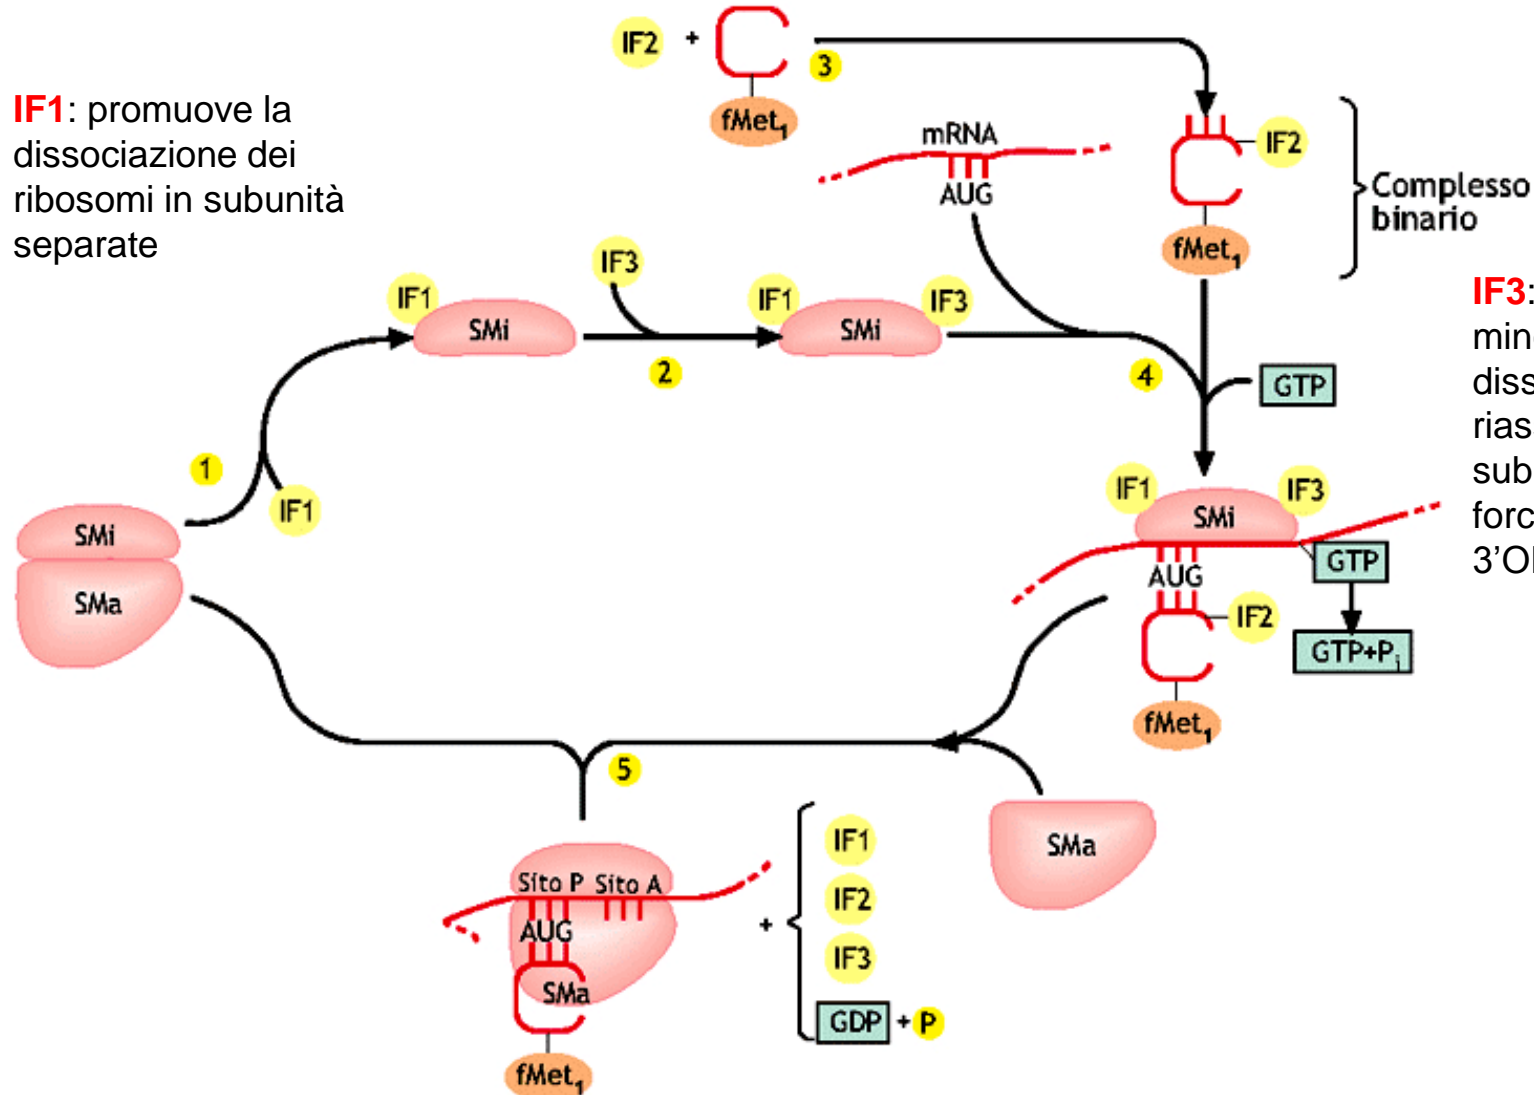 IF2 +
3
fMet1
IF1: promuove la
dissociazione dei
ribosomi in subunità
separate
mRNA
AUG
IF2
fMet1
Complesso
binario
IF3
IF1
SMi
2
IF1
SMi
IF3
4
GTP
IF3:
1
IF1
SMi
SMa
IF1
SMi
IF3
AUG
GTP
GTP+Pi
IF2
fMet1
5
SMa
Sito P Sito A
AUG
SMa
fMet1
+
IF1
IF2
IF3
GDP + P